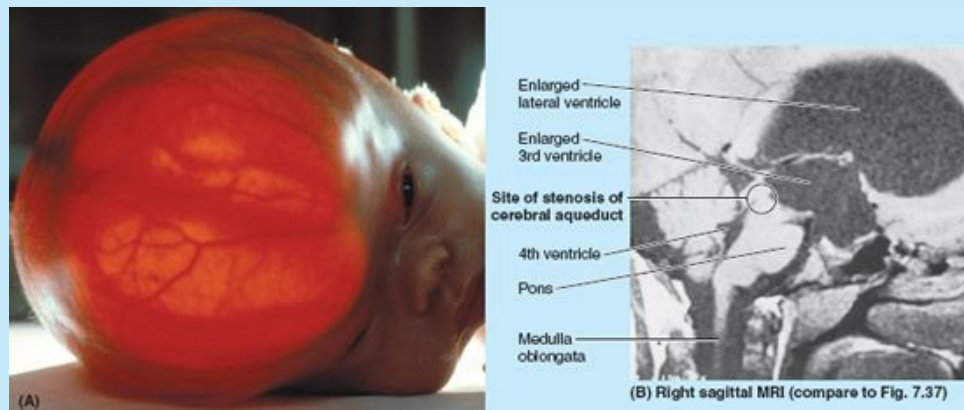 (A)
Enlarged
lateral ventricle
Enlarged
3rd ventricle
Site of stenosis of
cerebral aqueduct
4th ventricle
Pons
Medulla
oblongata
(B) Right sagittal MRI (compare to Fig. 7.37)